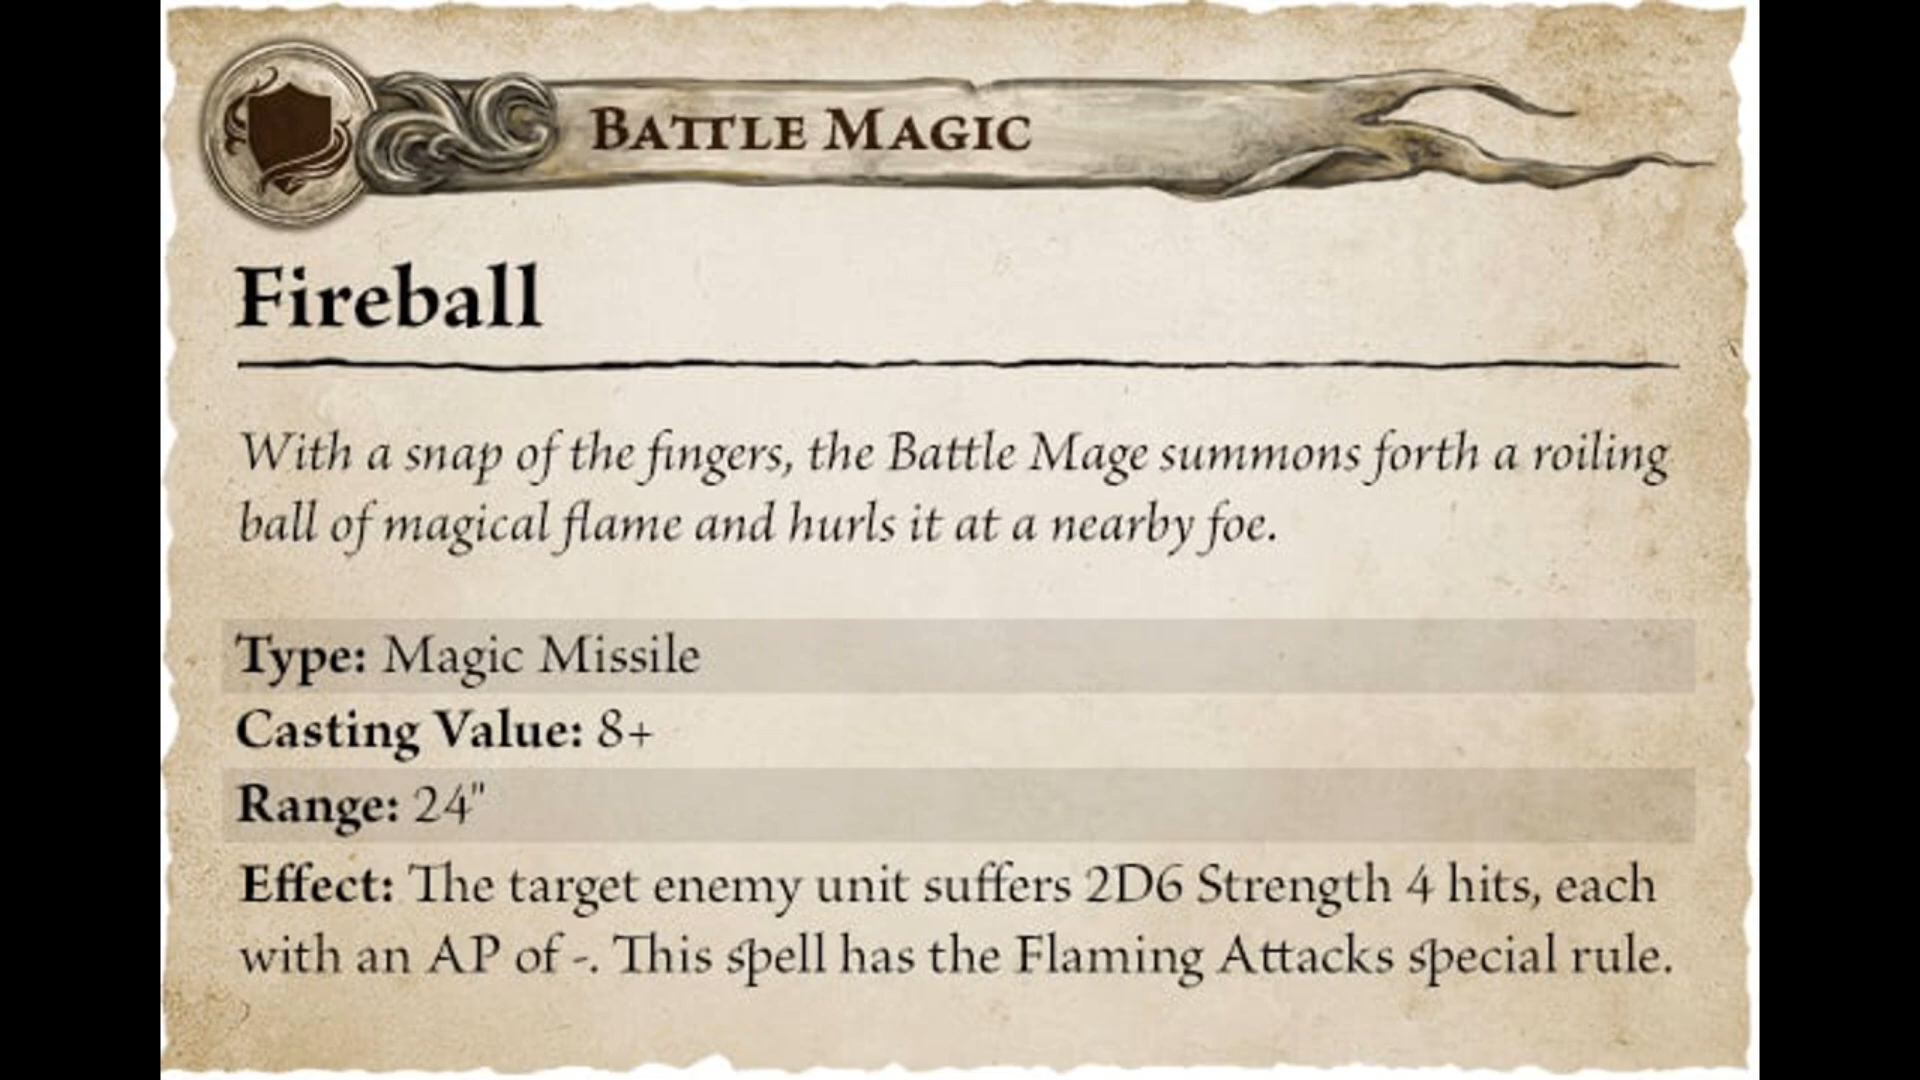 BATTLE MAGIC
Fireball
With a snap of the fingers, the Battle Mage summons forth a roiling
ball of magical flame and hurls it at a nearby foe.
Type: Magic Missile
Casting Value: 8+
Range: 24"
Effect: The target enemy unit suffers 2D6 Strength 4 hits, each
with an AP of -. This spell has the Flaming Attacks special rule.